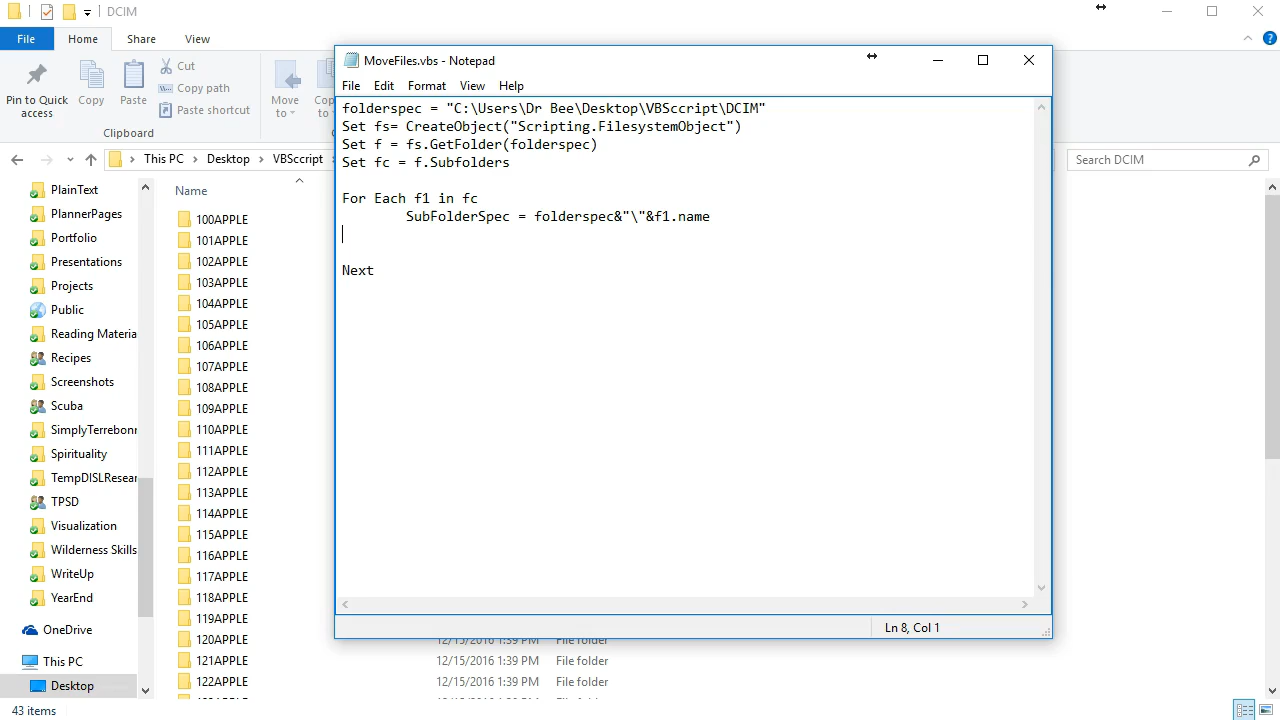 DCIM
File
Home
Share
View
Pin to Quick access
Copy
Paste
Cut
Copy path
Paste shortcut
Move to
Clipboard
This PC
Desktop
VBSccript
Search DCIM
MoveFiles.vbs - Notepad
File Edit Format View Help
folderspec = "C:\Users\Dr Bee\Desktop\VBSccript\DCIM"
Set fs= CreateObject("Scripting.FilesystemObject")
Set f = fs.GetFolder(folderspec)
Set fc = f.Subfolders
For Each f1 in fc
SubFolderSpec = folderspec&"\"&f1.name
Next
Ln 8, Col 1
PlainText
PlannerPages
Portfolio
Presentations
Projects
Public
Reading Materia
Recipes
Screenshots
Scuba
SimplyTerrebonn
Spirituality
TempDISLResear
TPSD
Visualization
Wilderness Skills
WriteUp
YearEnd
OneDrive
This PC
Desktop
Name
100APPLE
101APPLE
102APPLE
103APPLE
104APPLE
105APPLE
106APPLE
107APPLE
108APPLE
109APPLE
110APPLE
111APPLE
112APPLE
113APPLE
114APPLE
115APPLE
116APPLE
117APPLE
118APPLE
119APPLE
120APPLE 12/15/2016 1:39 PM File folder
121APPLE 12/15/2016 1:39 PM File folder
122APPLE 12/15/2016 1:39 PM File folder
43 items